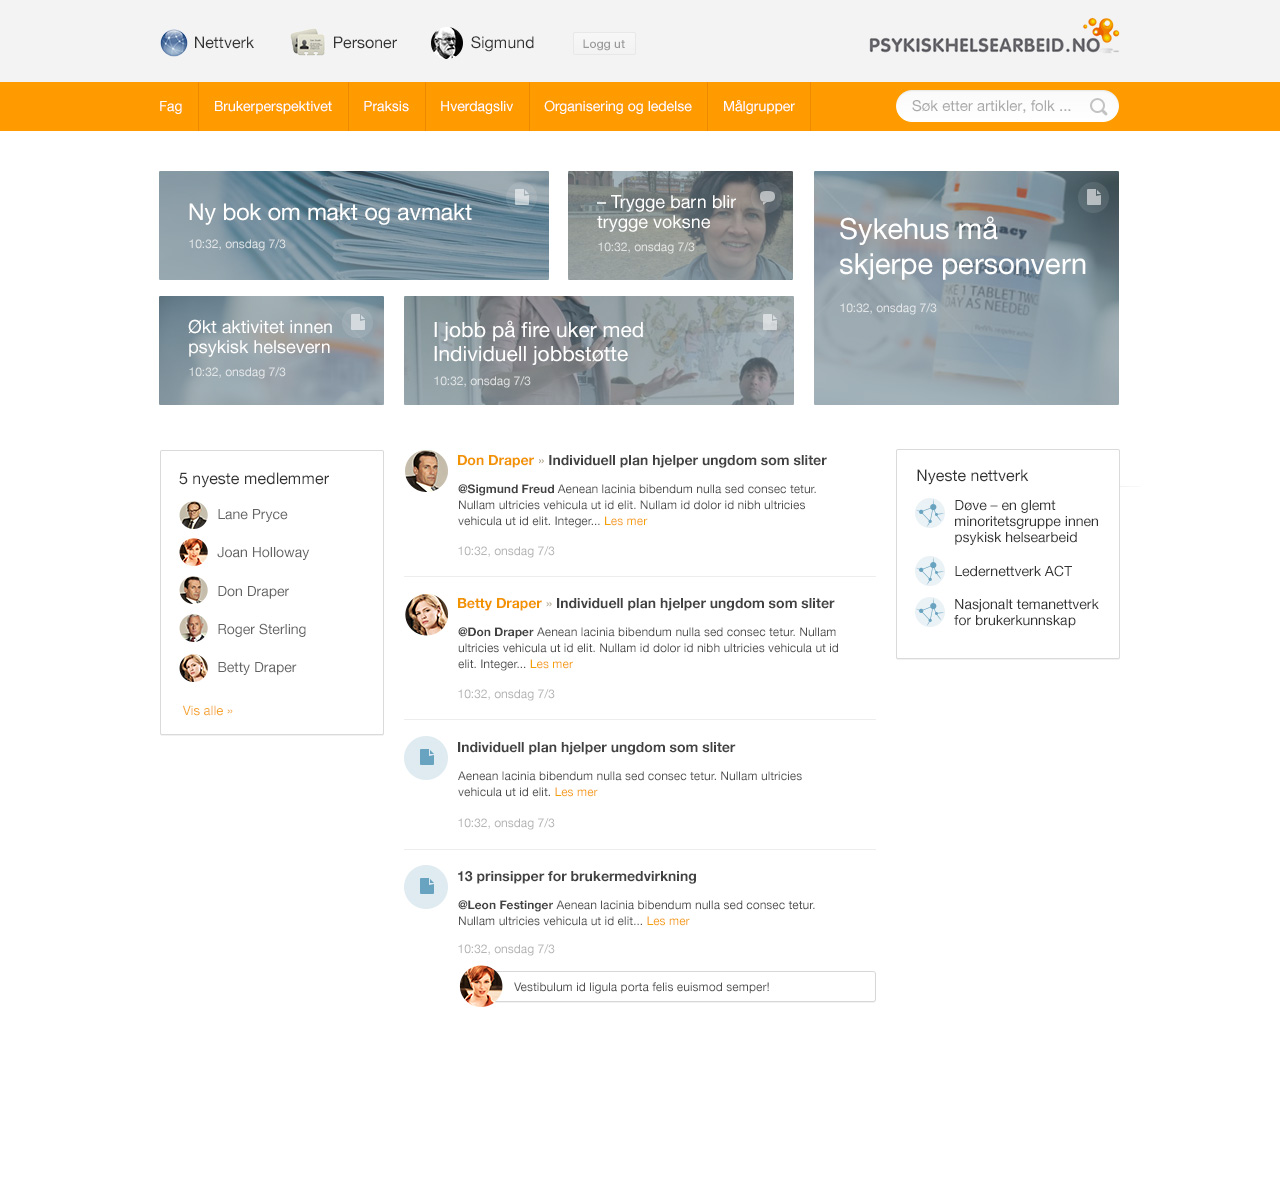 Nettverk
Personer
Sigmund
Logg ut
PSYKISKHELSEARBEID.NO
Fag
Brukerperspektivet
Praksis
Hverdagsliv
Organisering og ledelse
Målgrupper
Søk etter artikler, folk ...
Ny bok om makt og avmakt
10:32, onsdag 7/3
– Trygge barn blir
trygge voksne
10:32, onsdag 7/3
Sykehus må
skjerpe personvern
10:32, onsdag 7/3
TAKE 1 TABLET TWO
DAY AS NEEDED
Økt aktivitet innen
psykisk helsevern
10:32, onsdag 7/3
I jobb på fire uker med
Individuell jobbstøtte
10:32, onsdag 7/3
5 nyeste medlemmer
Lane Pryce
Joan Holloway
Don Draper
Roger Sterling
Betty Draper
Vis alle »
Don Draper » Individuell plan hjelper ungdom som sliter
@Sigmund Freud Aenean lacinia bibendum nulla sed consec tetur.
Nullam ultricies vehicula ut id elit. Nullam id dolor id nibh ultricies
vehicula ut id elit. Integer... Les mer
10:32, onsdag 7/3
Betty Draper » Individuell plan hjelper ungdom som sliter
@Don Draper Aenean lacinia bibendum nulla sed consec tetur. Nullam
ultricies vehicula ut id elit. Nullam id dolor id nibh ultricies vehicula ut id
elit. Integer... Les mer
10:32, onsdag 7/3
Individuell plan hjelper ungdom som sliter
Aenean lacinia bibendum nulla sed consec tetur. Nullam ultricies
vehicula ut id elit. Les mer
10:32, onsdag 7/3
13 prinsipper for brukermedvirkning
@Leon Festinger Aenean lacinia bibendum nulla sed consec tetur.
Nullam ultricies vehicula ut id elit... Les mer
10:32, onsdag 7/3
Vestibulum id ligula porta felis euismod semper!
Nyeste nettverk
Døve – en glemt
minoritetsgruppe innen
psykisk helsearbeid
Ledernettverk ACT
Nasjonalt temanettverk
for brukerkunnskap